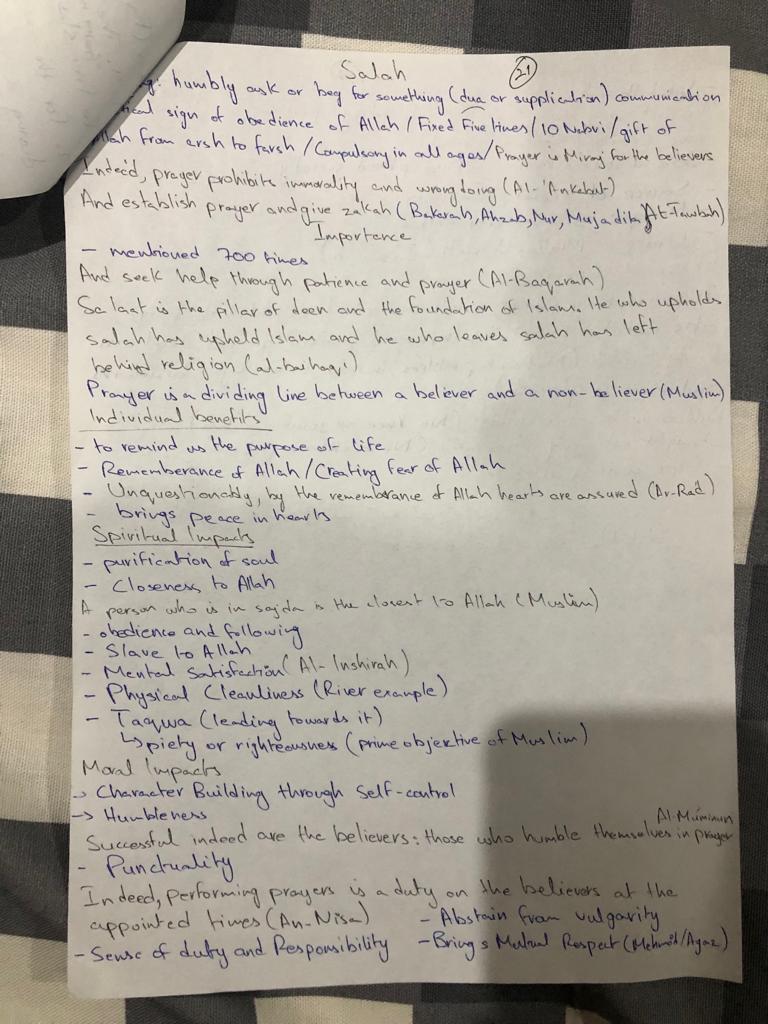 Salah
21
humbly ask or beg for something (dua or supplication) communication
sign of obedience of Allah / Fixed Five times / 10 Nabvi / gift of
from arsh to farsh / Compulsory in all ages / Prayer is Miraj for the believers
Indeed, prayer prohibits immorality and wrongdoing (Al-'Ankabut)
And establish prayer and give zakah (Bakarah, Ahzab, Nur, Mujadila, At-Tawbah)
Importance
- mentioned 700 times
And seek help through patience and prayer (Al-Baqarah)
Salaat is the pillar of deen and the foundation of Islam. He who upholds
salah has upheld Islam and he who leaves salah has left
behind religion (al-baihaqi)
Prayer is a dividing line between a believer and a non-believer (Muslim)
Individual benefits
- to remind us the purpose of life
- Rememberance of Allah / Creating fear of Allah
- Unquestionably, by the rememberance of Allah hearts are assured (Ar-Rad)
- brings peace in hearts
Spiritual Impacts
- purification of soul
- Closeness to Allah
A person who is in sajda is the closest to Allah (Muslim)
- obedience and following
- Slave to Allah
- Mental Satisfaction (Al-Inshirah)
- Physical Cleanliness (River example)
- Taqwa (leading towards it)
↳ piety or righteousness (prime objective of Muslim)
Moral Impacts
→ Character Building through Self-control
→ Humbleness
Al-Muminun
Successful indeed are the believers: those who humble themselves in prayer
- Punctuality
Indeed, performing prayers is a duty on the believers at the
appointed times (An-Nisa) - Abstain from vulgarity
- Sense of duty and Responsibility - Brings Mutual Respect (Mehmood/Ayaz)